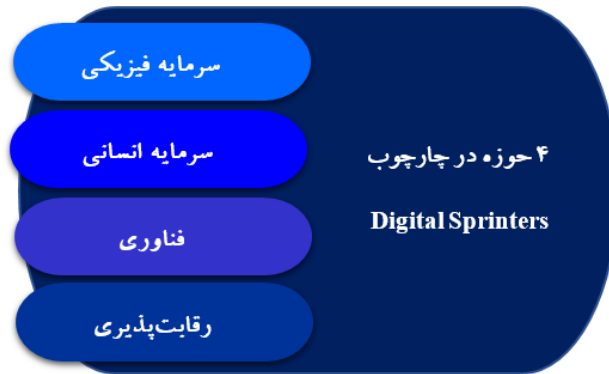 ۴ حوزه در چارچوب
Digital Sprinters
سرمایه فیزیکی
سرمایه انسانی
فناوری
رقابت‌پذیری